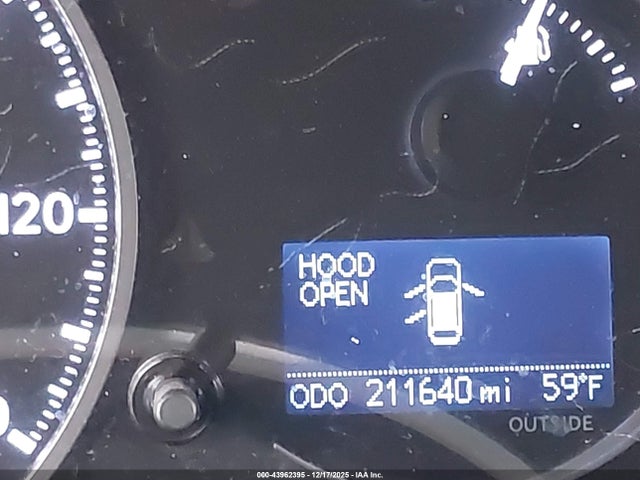 120
HOOD
OPEN
ODO 211640 mi 59°F
OUTSIDE
000-43962395 - 12/17/2025 - IAA Inc.